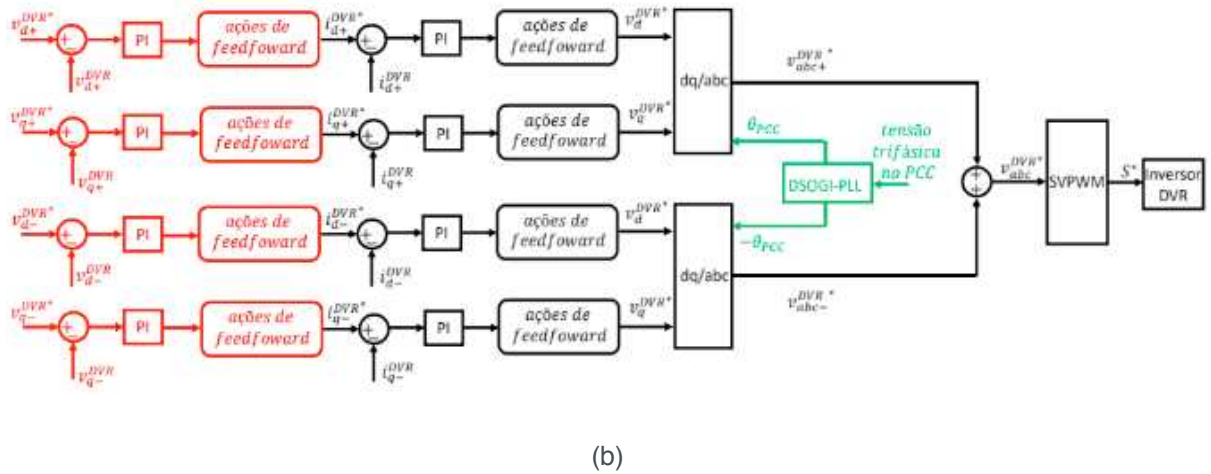 v_{d+}^{DVR*} PI ações de feedfoward i_{d+}^{DVR*} PI ações de feedfoward v_d^{DVR*}
v_{d+}^{DVR} i_{d+}^{DVR}
dq/abc v_{abc+}^{DVR *}
v_{q+}^{DVR*} PI ações de feedfoward i_{q+}^{DVR*} PI ações de feedfoward v_q^{DVR*}
v_{q+}^{DVR} i_{q+}^{DVR}
θ_{PCC}
tensão
trifásica
na PCC
DSOGI-PLL
v_{abc}^{DVR*} SVPWM S* Inversor
DVR
v_{d-}^{DVR*} PI ações de feedfoward i_{d-}^{DVR*} PI ações de feedfoward v_d^{DVR*}
v_{d-}^{DVR} i_{d-}^{DVR}
-θ_{PCC}
dq/abc v_{abc-}^{DVR *}
v_{q-}^{DVR*} PI ações de feedfoward i_{q-}^{DVR*} PI ações de feedfoward v_q^{DVR*}
v_{q-}^{DVR} i_{q-}^{DVR}
(b)